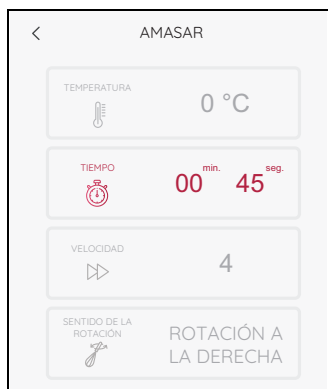 AMASAR
TEMPERATURA
0 °C
TIEMPO
00 min. 45 seg.
VELOCIDAD
4
SENTIDO DE LA
ROTACIÓN
ROTACIÓN A
LA DERECHA